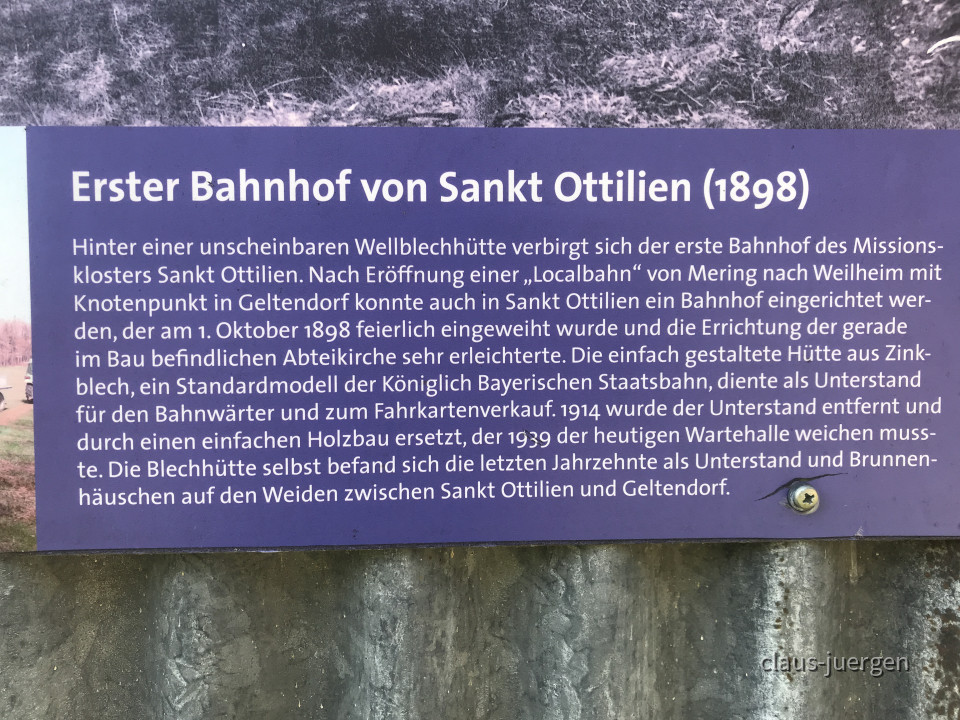 Erster Bahnhof von Sankt Ottilien (1898)
Hinter einer unscheinbaren Wellblechhütte verbirgt sich der erste Bahnhof des Missions-
klosters Sankt Ottilien. Nach Eröffnung einer „Localbahn“ von Mering nach Weilheim mit
Knotenpunkt in Geltendorf konnte auch in Sankt Ottilien ein Bahnhof eingerichtet wer-
den, der am 1. Oktober 1898 feierlich eingeweiht wurde und die Errichtung der gerade
im Bau befindlichen Abteikirche sehr erleichterte. Die einfach gestaltete Hütte aus Zink-
blech, ein Standardmodell der Königlich Bayerischen Staatsbahn, diente als Unterstand
für den Bahnwärter und zum Fahrkartenverkauf. 1914 wurde der Unterstand entfernt und
durch einen einfachen Holzbau ersetzt, der 1939 der heutigen Wartehalle weichen muss-
te. Die Blechhütte selbst befand sich die letzten Jahrzehnte als Unterstand und Brunnen-
häuschen auf den Weiden zwischen Sankt Ottilien und Geltendorf.
claus-juergen